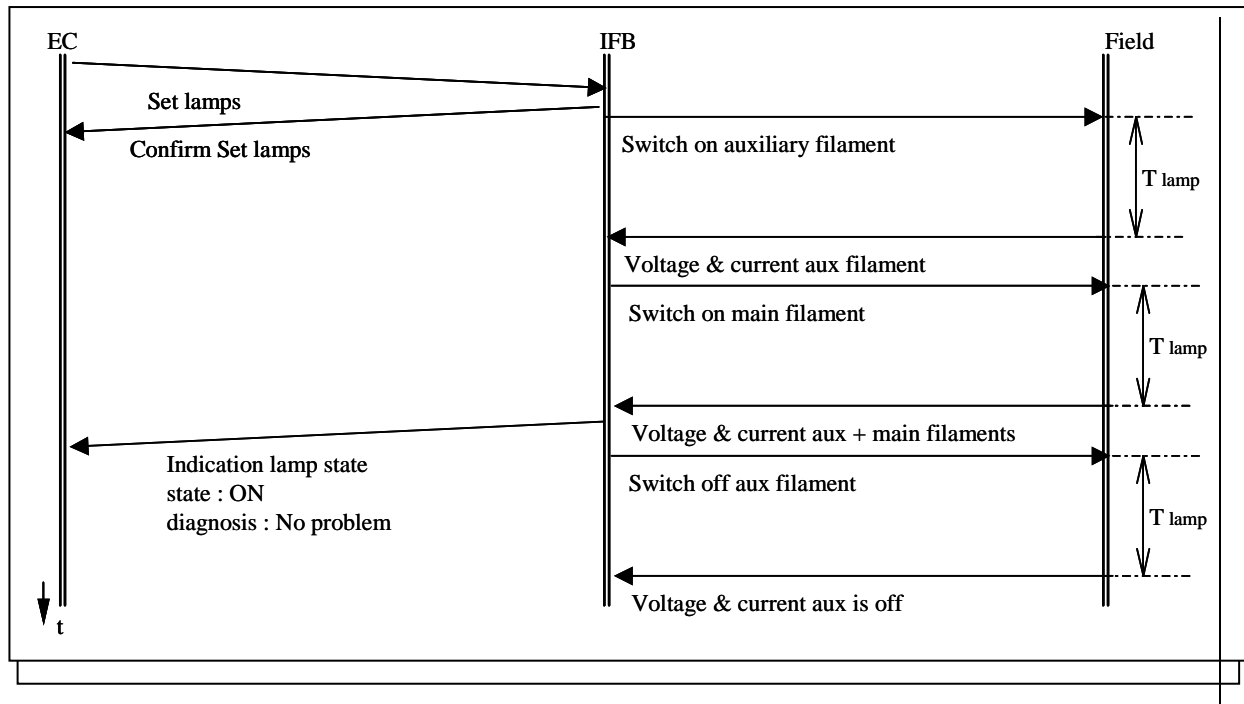 EC
IFB
Field
Set lamps
Confirm Set lamps
Switch on auxiliary filament
T lamp
Voltage & current aux filament
Switch on main filament
T lamp
Voltage & current aux + main filaments
Indication lamp state
state : ON
diagnosis : No problem
Switch off aux filament
T lamp
Voltage & current aux is off
t